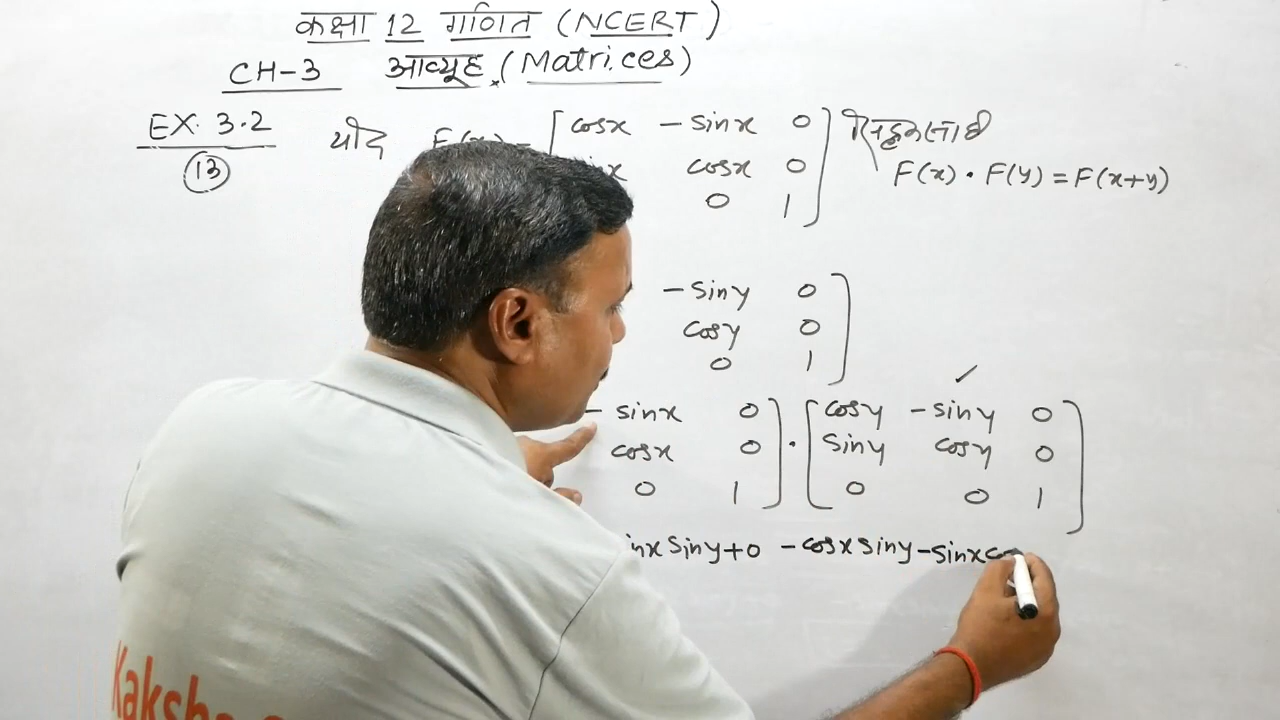 कक्षा 12 गणित (NCERT)
CH-3 आव्यूह (Matrices)
EX. 3.2
13
यदि F(x) = [ cosx - sinx 0
cosx 0
0 1 ]
सिद्ध कीजिए कि
F(x) · F(y) = F(x+y)
- siny 0
cosy 0
0 1 ]
- sinx 0 ] · [ cosy - siny 0 ]
cosx 0 siny cosy 0
0 1 0 0 1
inx siny + 0 - cosx siny - sinx co
Kaksha